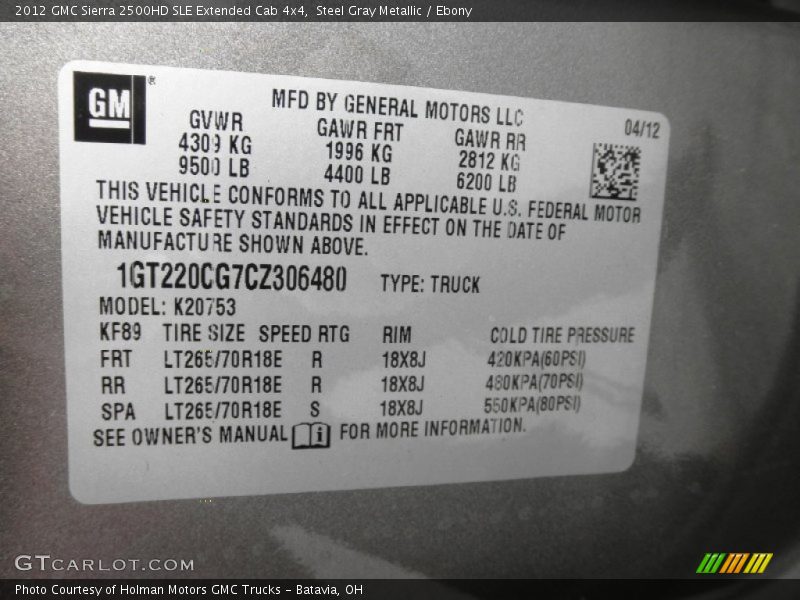 2012 GMC Sierra 2500HD SLE Extended Cab 4x4, Steel Gray Metallic / Ebony
GM ®
MFD BY GENERAL MOTORS LLC
04/12
GVWR GAWR FRT GAWR RR
4309 KG 1996 KG 2812 KG
9500 LB 4400 LB 6200 LB
THIS VEHICLE CONFORMS TO ALL APPLICABLE U.S. FEDERAL MOTOR
VEHICLE SAFETY STANDARDS IN EFFECT ON THE DATE OF
MANUFACTURE SHOWN ABOVE.
1GT220CG7CZ306480 TYPE: TRUCK
MODEL: K20753
KF89 TIRE SIZE SPEED RTG RIM COLD TIRE PRESSURE
FRT LT265/70R18E R 18X8J 420KPA(60PSI)
RR LT265/70R18E R 18X8J 480KPA(70PSI)
SPA LT265/70R18E S 18X8J 550KPA(80PSI)
SEE OWNER'S MANUAL i FOR MORE INFORMATION.
GTCARLOT.COM
Photo Courtesy of Holman Motors GMC Trucks - Batavia, OH